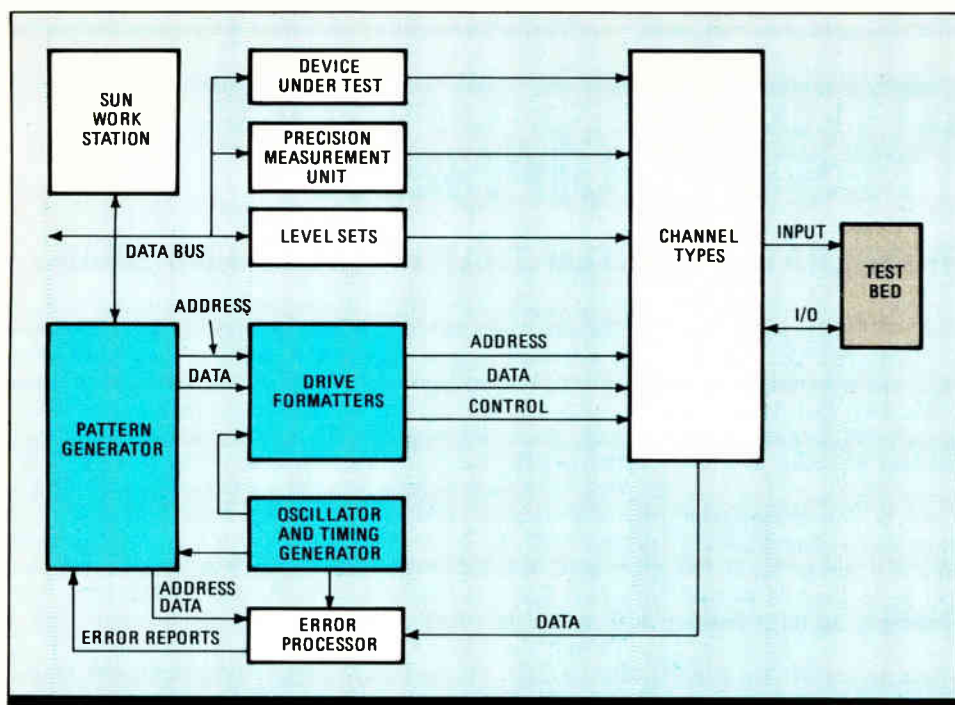 SUN
WORK
STATION
DEVICE
UNDER TEST
PRECISION
MEASUREMENT
UNIT
LEVEL SETS
DATA BUS
CHANNEL
TYPES
INPUT
I/O
TEST
BED
ADDRESS
DATA
PATTERN
GENERATOR
DRIVE
FORMATTERS
ADDRESS
DATA
CONTROL
OSCILLATOR
AND TIMING
GENERATOR
ADDRESS
DATA
ERROR REPORTS
ERROR
PROCESSOR
DATA